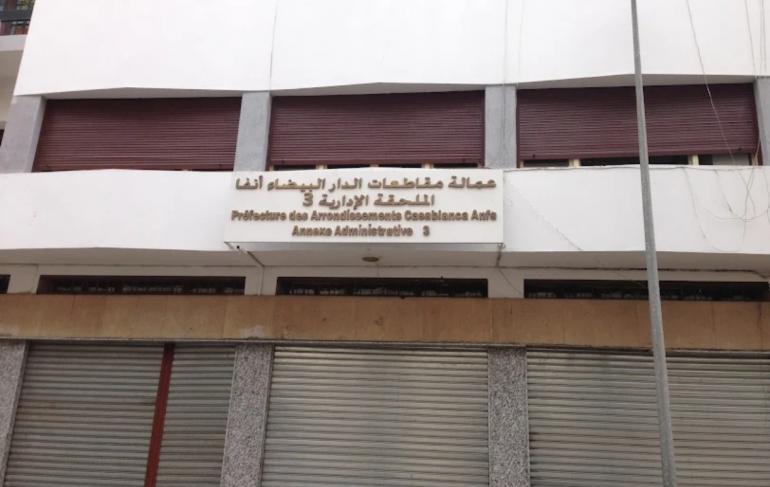 عمالة مقاطعات الدار البيضاء أنفا
الملحقة الإدارية 3
Préfecture des Arrondissements Casablanca Anfa
Annexe Administrative 3